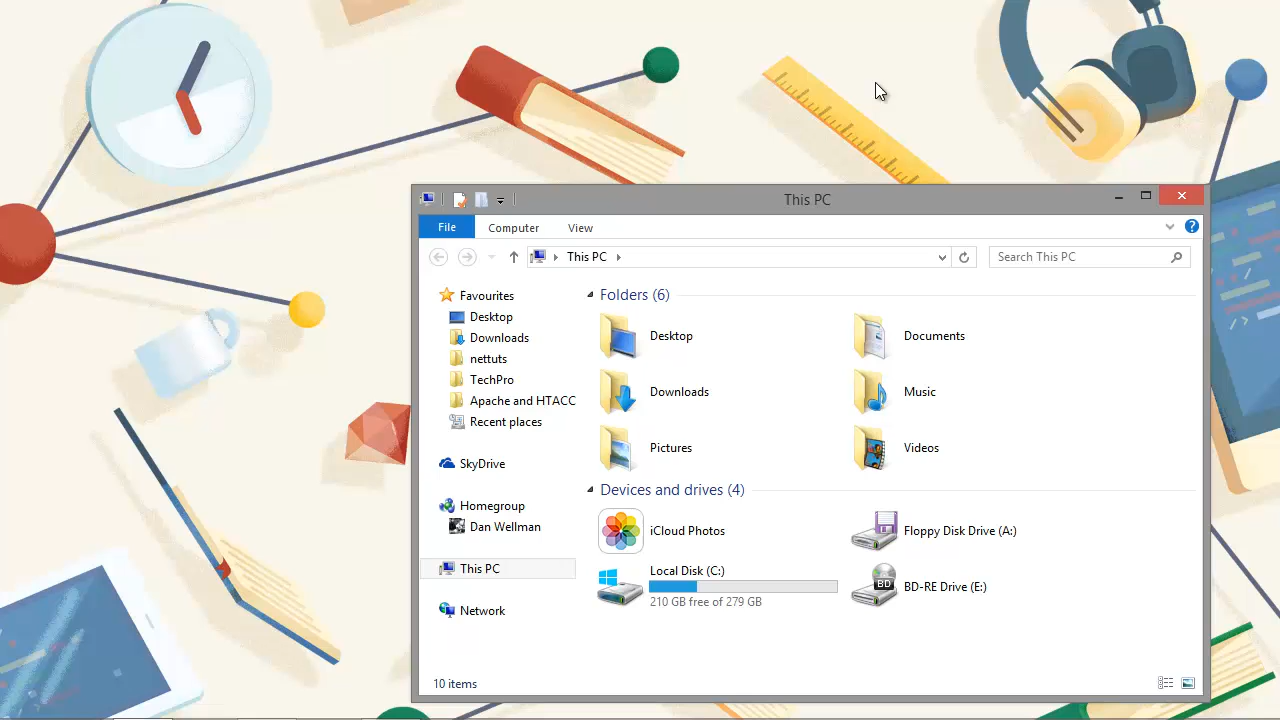 This PC
File
Computer
View
This PC
Search This PC
Favourites
Desktop
Downloads
nettuts
TechPro
Apache and HTACC
Recent places
SkyDrive
Homegroup
Dan Wellman
This PC
Network
Folders (6)
Desktop
Documents
Downloads
Music
Pictures
Videos
Devices and drives (4)
iCloud Photos
Floppy Disk Drive (A:)
Local Disk (C:)
210 GB free of 279 GB
BD
BD-RE Drive (E:)
10 items